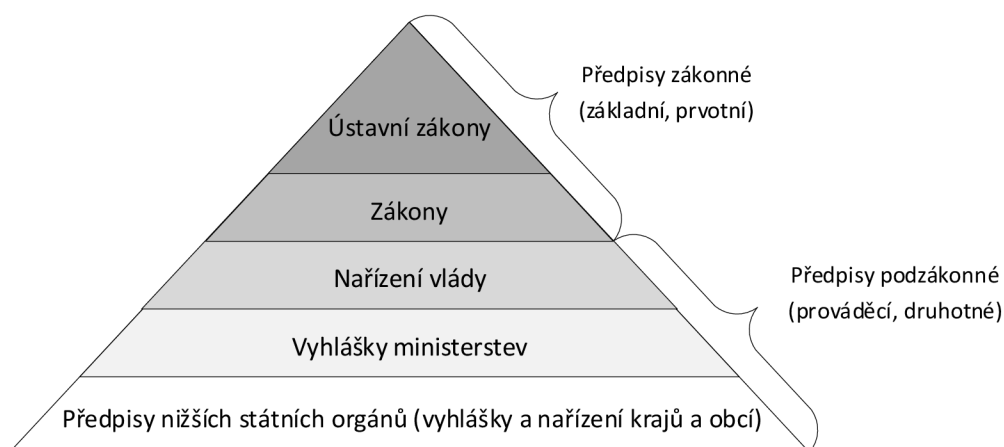 Předpisy zákonné
(základní, prvotní)
Ústavní zákony
Zákony
Nařízení vlády
Předpisy podzákonné
(prováděcí, druhotné)
Vyhlášky ministerstev
Předpisy nižších státních orgánů (vyhlášky a nařízení krajů a obcí)